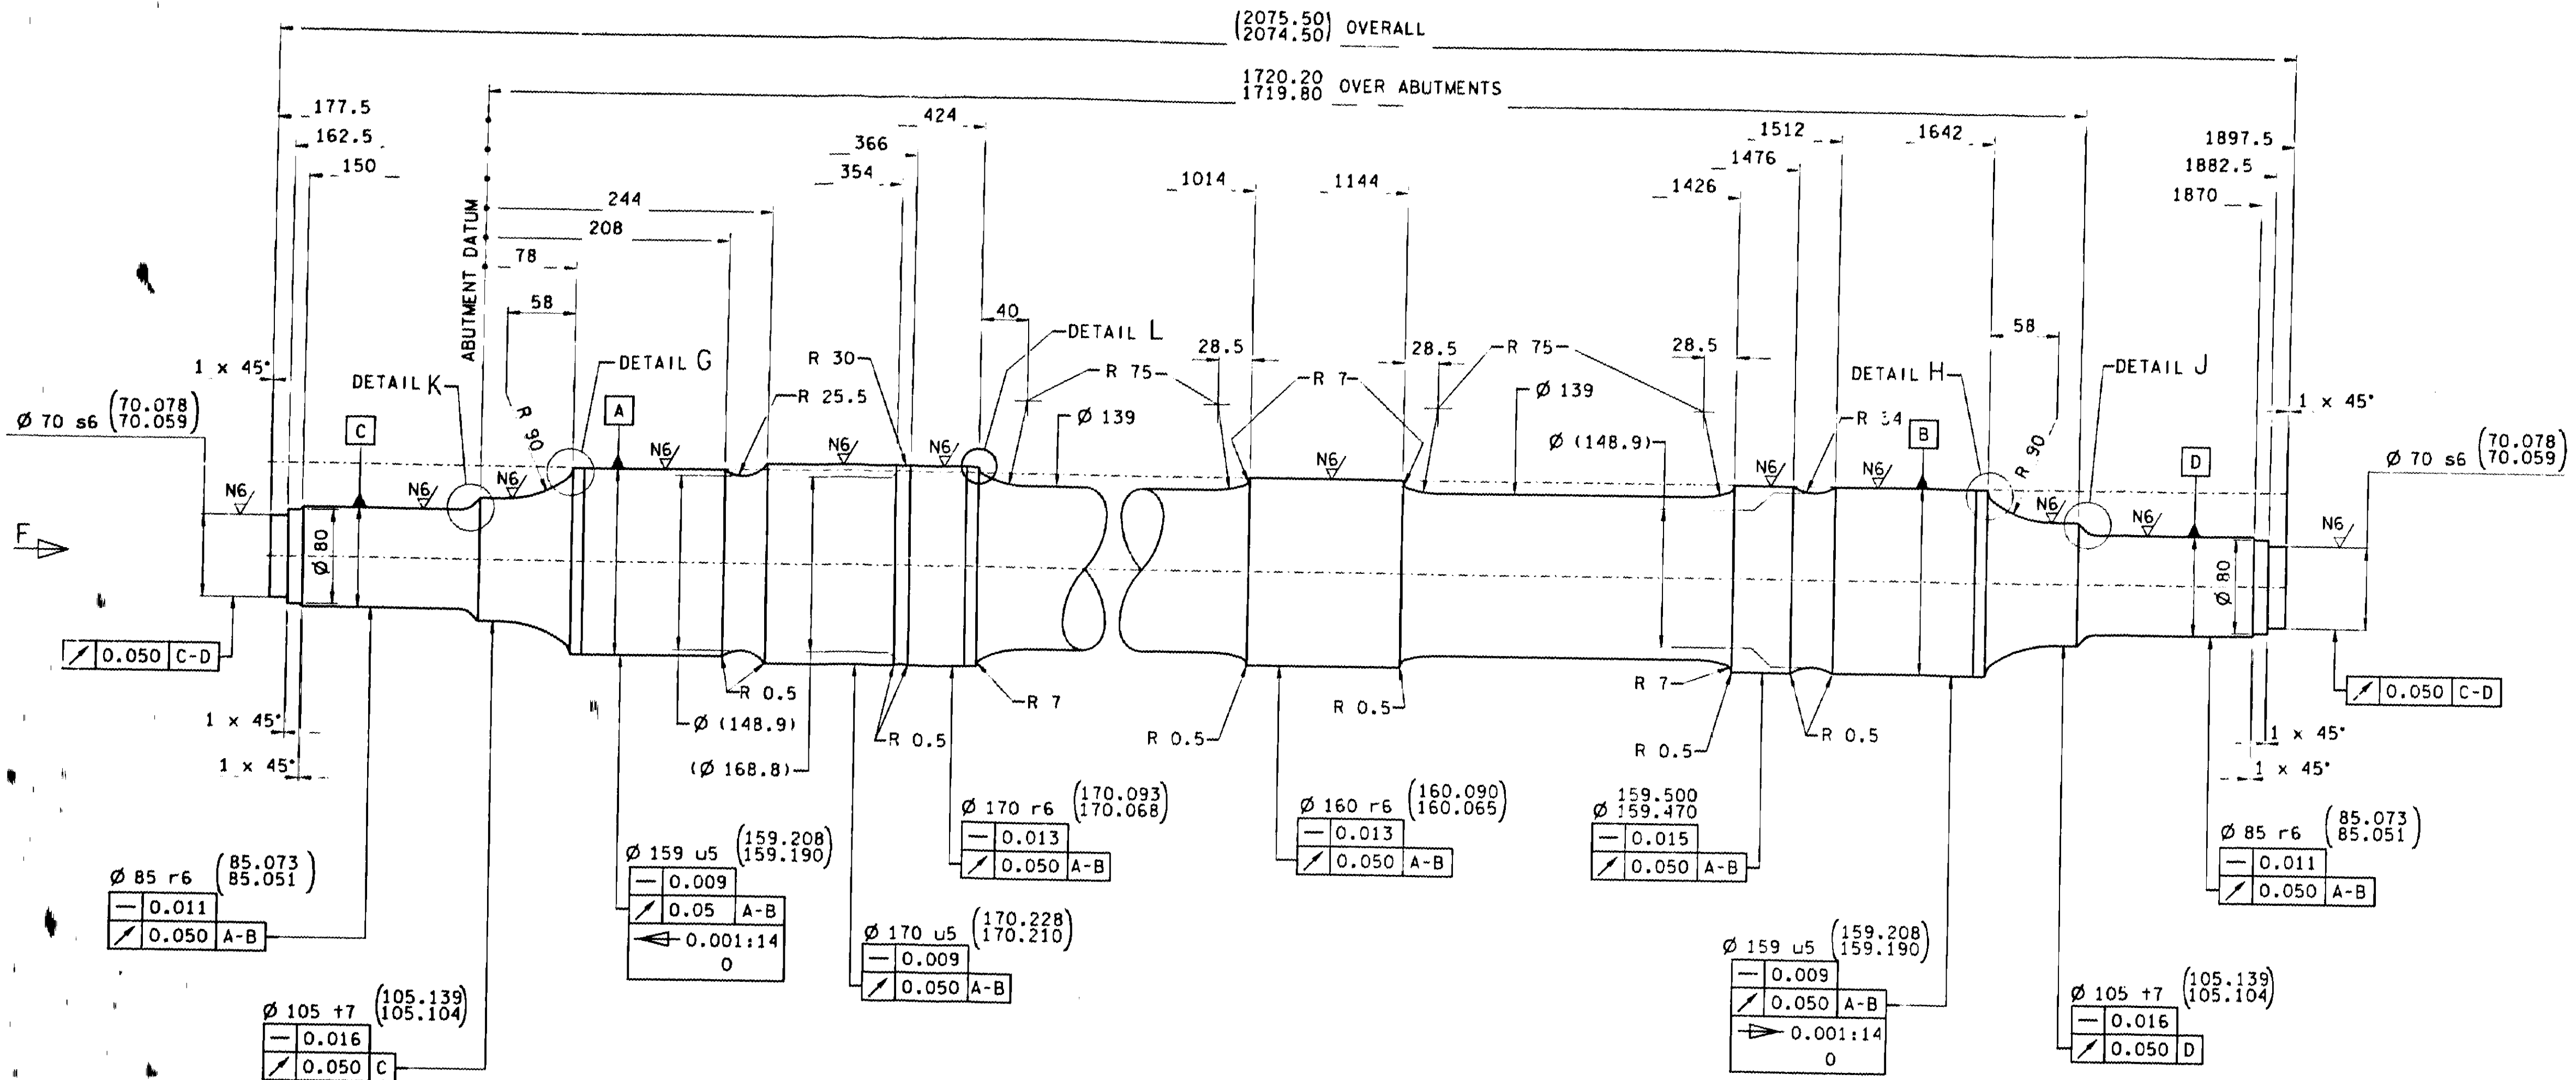 (2075.50)
(2074.50) OVERALL
1720.20
1719.80 OVER ABUTMENTS
177.5
162.5
150
424
366
354
1512
1476
1426
1642
1897.5
1882.5
1870
1014
1144
244
208
78
58
ABUTMENT DATUM
40
28.5
28.5
28.5
58
DETAIL L
DETAIL G
DETAIL K
DETAIL H
DETAIL J
R 30
R 25.5
R 75
R 7
R 75
R 90
R 90
1 x 45°
1 x 45°
Ø 139
Ø 139
Ø (148.9)
Ø 70 s6 (70.078
70.059)
Ø 70 s6 (70.078
70.059)
C
A
B
D
N6
N6
N6
N6
N6
N6
N6
N6
N6
N6
N6
N6
F
Ø 80
Ø 80
0.050 C-D
0.050 C-D
R 0.5
R 7
R 7
Ø (148.9)
R 0.5
(Ø 168.8)
R 0.5
R 0.5
R 0.5
R 0.5
1 x 45°
1 x 45°
1 x 45°
1 x 45°
Ø 170 r6 (170.093
170.068)
— 0.013
0.050 A-B
Ø 160 r6 (160.090
160.065)
— 0.013
0.050 A-B
Ø 159.500
159.470
— 0.015
0.050 A-B
Ø 85 r6 (85.073
85.051)
— 0.011
0.050 A-B
Ø 85 r6 (85.073
85.051)
— 0.011
0.050 A-B
Ø 159 u5 (159.208
159.190)
— 0.009
0.05 A-B
0.001:14
0
Ø 170 u5 (170.228
170.210)
— 0.009
0.050 A-B
Ø 159 u5 (159.208
159.190)
— 0.009
0.050 A-B
0.001:14
0
Ø 105 t7 (105.139
105.104)
— 0.016
0.050 C
Ø 105 t7 (105.139
105.104)
— 0.016
0.050 D